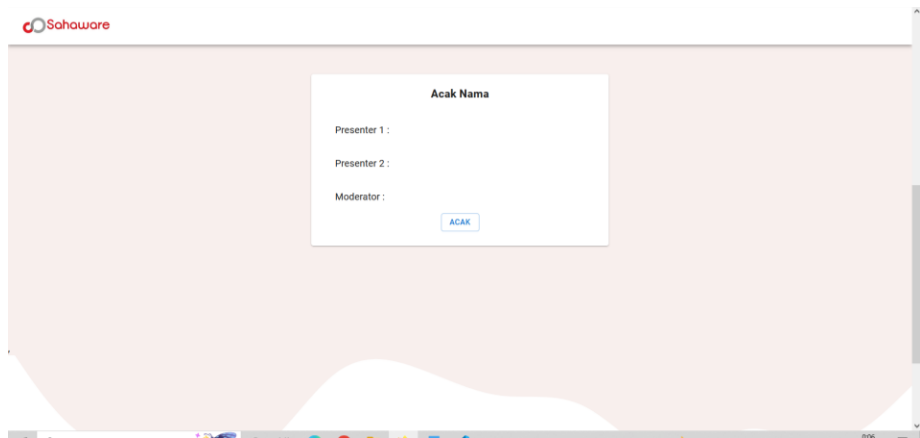 Sahaware
Acak Nama
Presenter 1 :
Presenter 2 :
Moderator :
ACAK